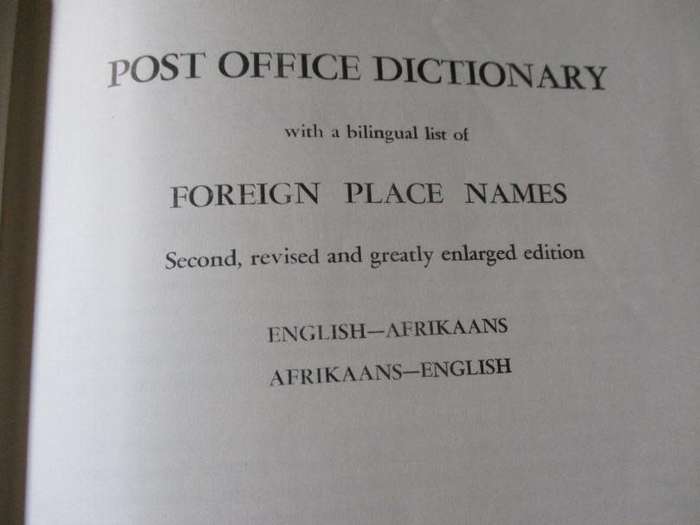 POST OFFICE DICTIONARY
with a bilingual list of
FOREIGN PLACE NAMES
Second, revised and greatly enlarged edition
ENGLISH—AFRIKAANS
AFRIKAANS—ENGLISH